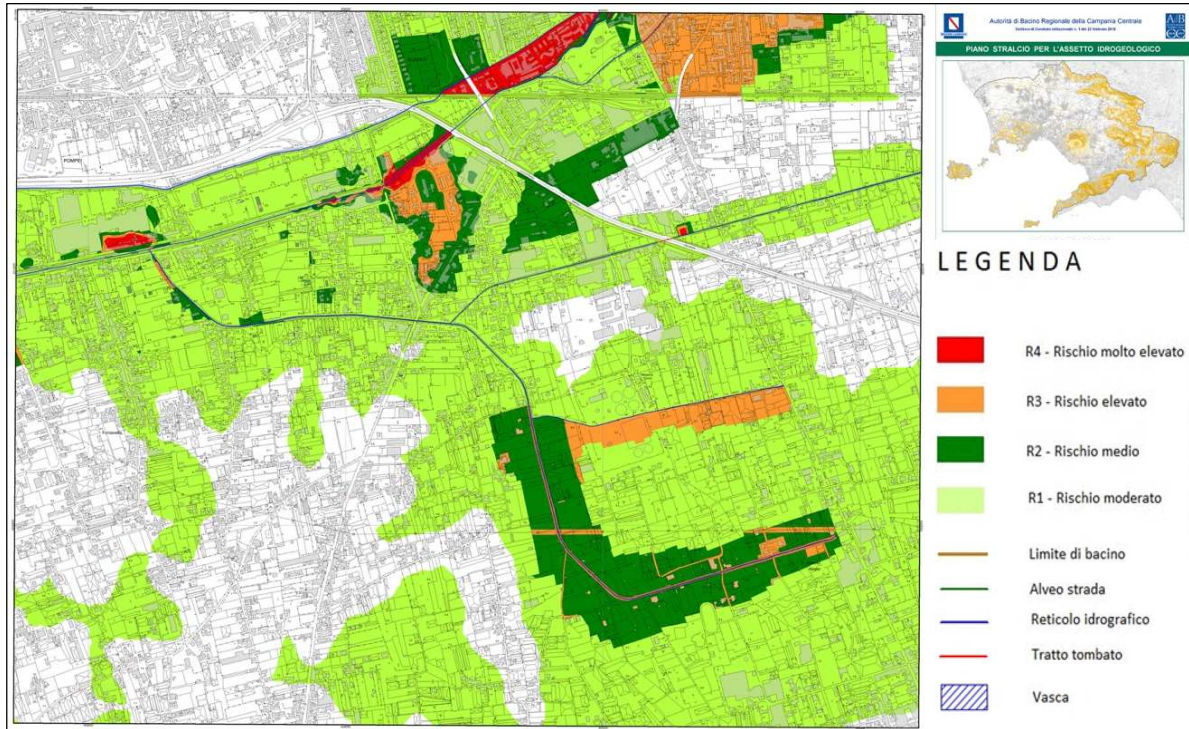 Autorità di Bacino Regionale della Campania Centrale
PIANO STRALCIO PER L'ASSETTO IDROGEOLOGICO
POMPEI
LEGENDA
R4 - Rischio molto elevato
R3 - Rischio elevato
R2 - Rischio medio
R1 - Rischio moderato
Limite di bacino
Alveo strada
Reticolo idrografico
Tratto tombato
Vasca